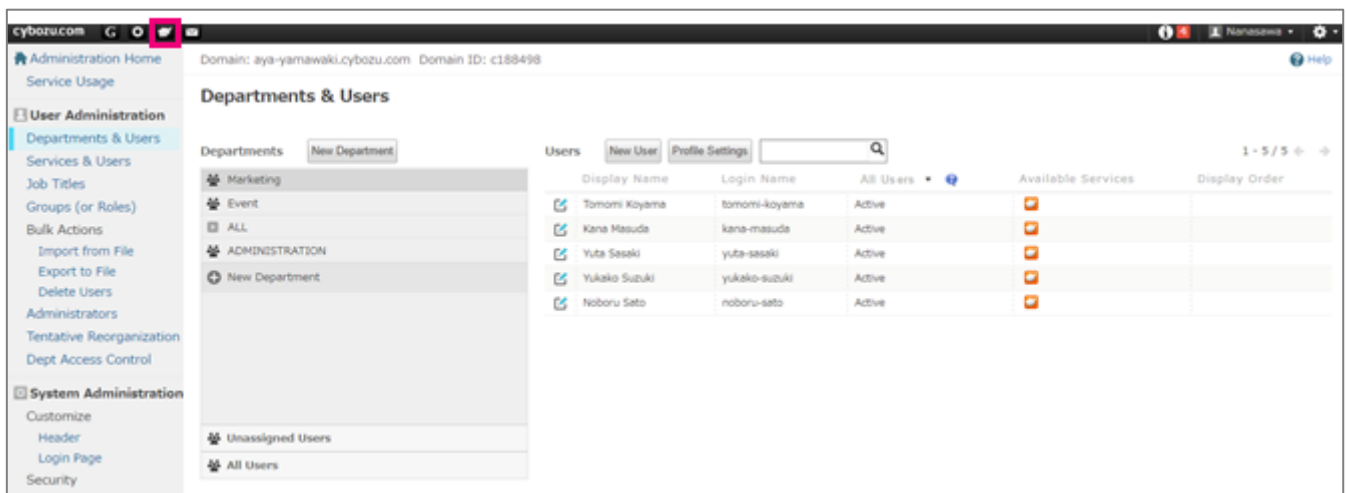 cybozu.com G
4 Nanasawa
Administration Home
Service Usage
User Administration
Departments & Users
Services & Users
Job Titles
Groups (or Roles)
Bulk Actions
Import from File
Export to File
Delete Users
Administrators
Tentative Reorganization
Dept Access Control
System Administration
Customize
Header
Login Page
Security
Domain: aya-yamawaki.cybozu.com Domain ID: c188498
Help
Departments & Users
Departments New Department
Marketing
Event
ALL
ADMINISTRATION
New Department
Unassigned Users
All Users
Users New User Profile Settings 1 - 5 / 5
Display Name Login Name All Users Available Services Display Order
Tomomi Koyama tomomi-koyama Active
Kana Masuda kana-masuda Active
Yuta Sasaki yuta-sasaki Active
Yukako Suzuki yukako-suzuki Active
Noboru Sato noboru-sato Active